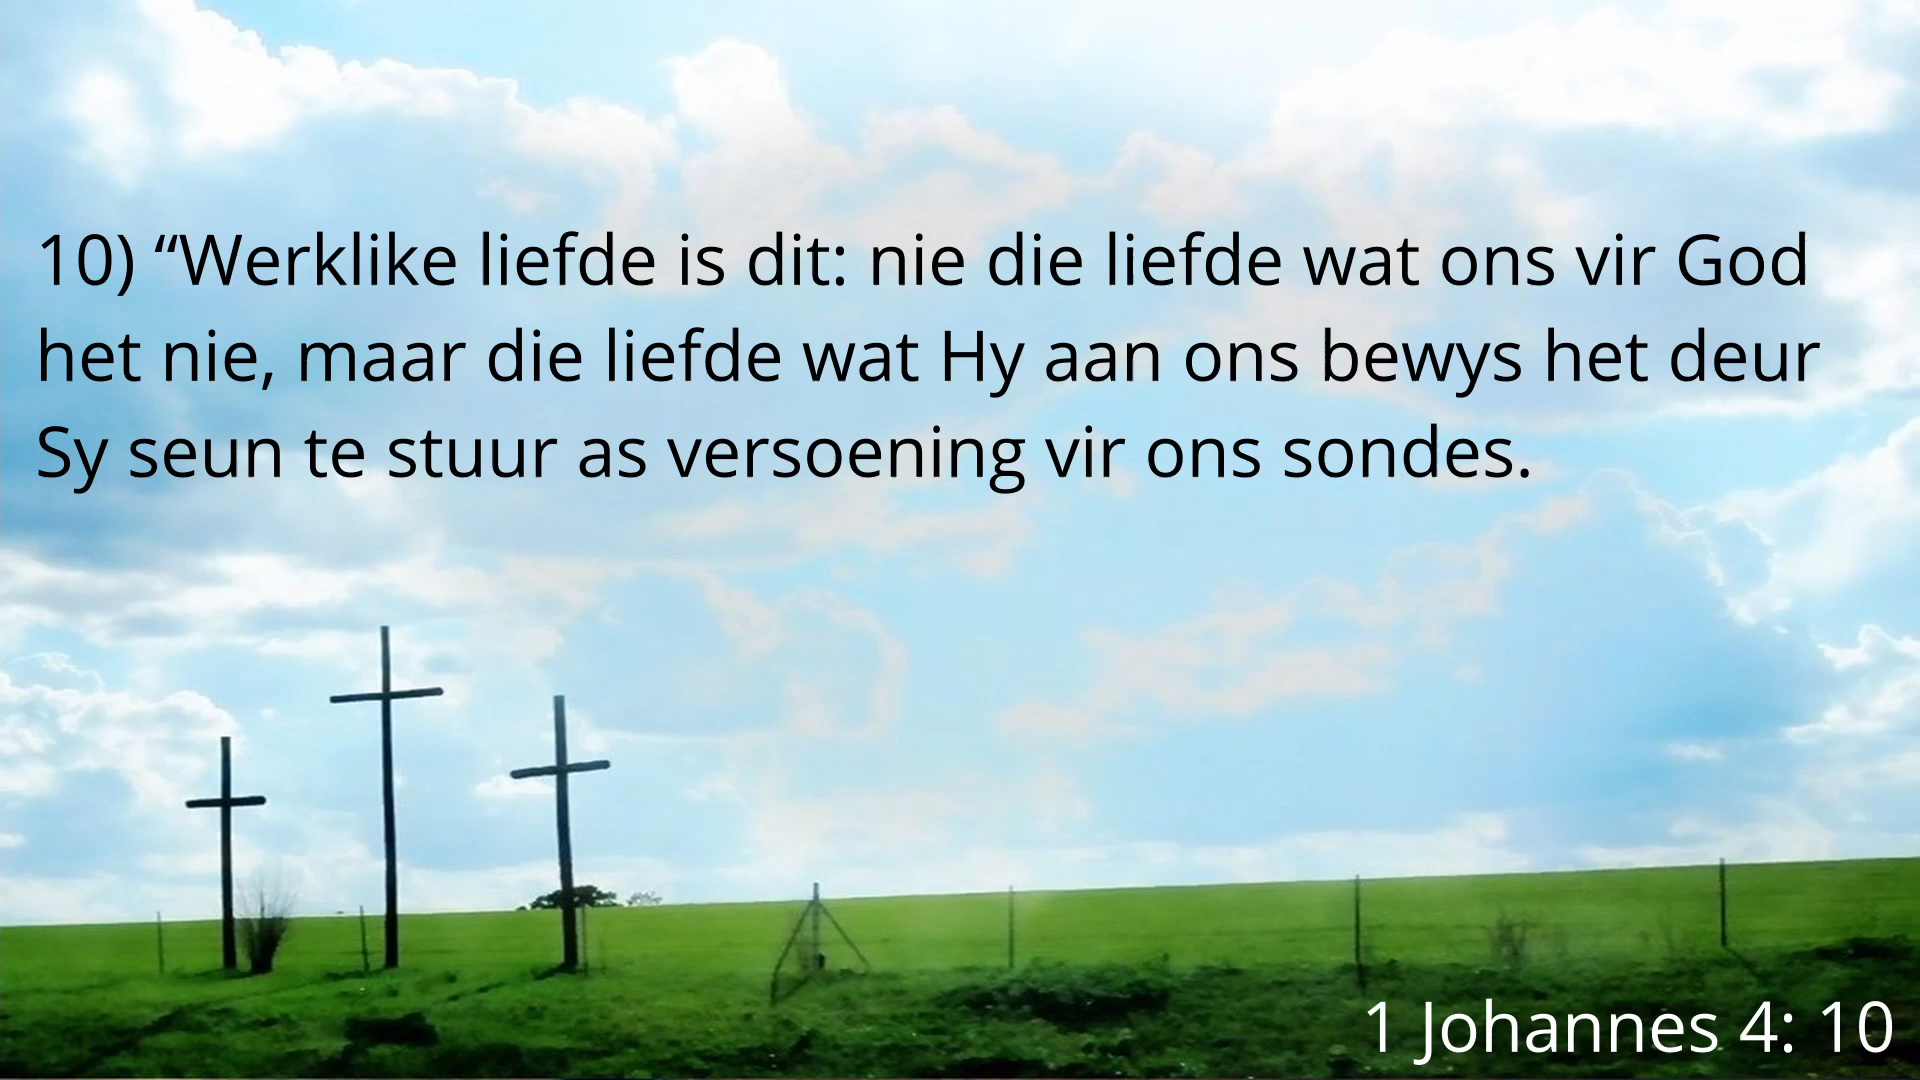 10) “Werklike liefde is dit: nie die liefde wat ons vir God
het nie, maar die liefde wat Hy aan ons bewys het deur
Sy seun te stuur as versoening vir ons sondes.
1 Johannes 4: 10